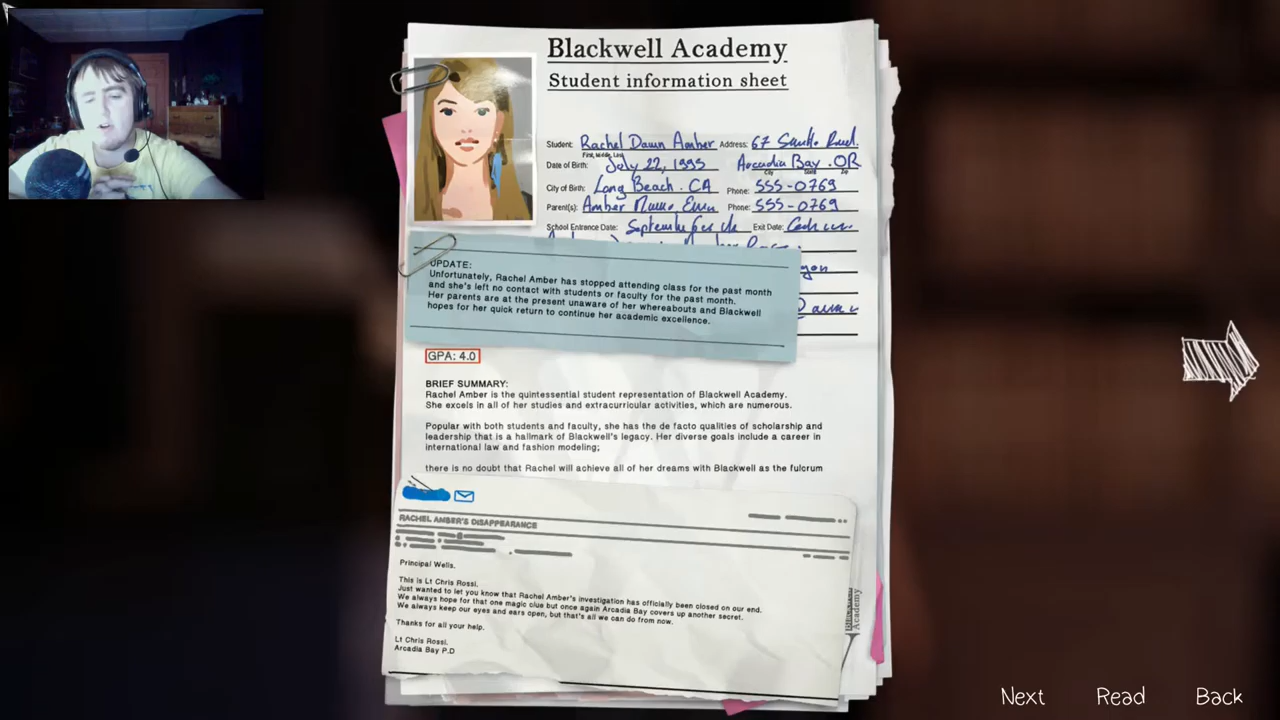 Blackwell Academy
Student information sheet
Student: Rachel Dawn Amber Address: 67
First, Middle, Last
Date of Birth: July 22, 1995 Arcadia Bay . OR
City State Zip
City of Birth: Long Beach . CA Phone: 555-0769
Parent(s): Amber Phone: 555-0769
School Entrance Date: Exit Date:
UPDATE:
Unfortunately, Rachel Amber has stopped attending class for the past month
and she's left no contact with students or faculty for the past month.
Her parents are at the present unaware of her whereabouts and Blackwell
hopes for her quick return to continue her academic excellence.
GPA: 4.0
BRIEF SUMMARY:
Rachel Amber is the quintessential student representation of Blackwell Academy.
She excels in all of her studies and extracurricular activities, which are numerous.
Popular with both students and faculty, she has the de facto qualities of scholarship and
leadership that is a hallmark of Blackwell's legacy. Her diverse goals include a career in
international law and fashion modeling;
there is no doubt that Rachel will achieve all of her dreams with Blackwell as the fulcrum
RACHEL AMBER'S DISAPPEARANCE
Principal Wells.
This is Lt Chris Rossi.
Just wanted to let you know that Rachel Amber's investigation has officially been closed on our end.
We always hope for that one magic clue but once again Arcadia Bay covers up another secret.
We always keep our eyes and ears open, but that's all we can do from now.
Thanks for all your help.
Lt Chris Rossi.
Arcadia Bay P.D
Blackwell
Academy
Next Read Back